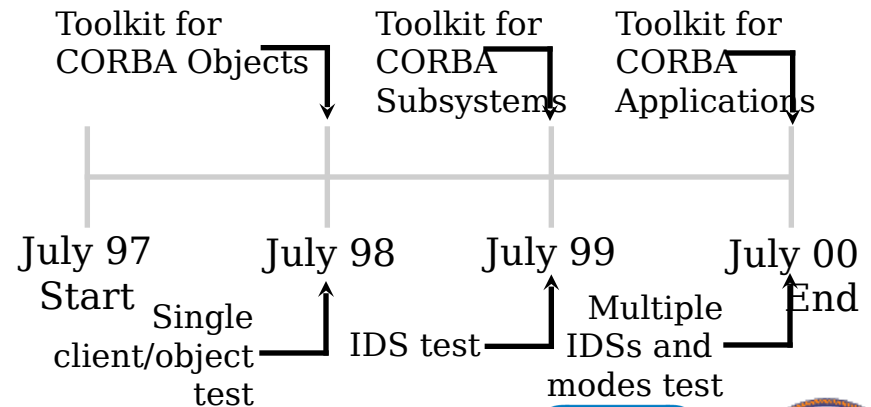 Toolkit for
CORBA Objects
Toolkit for
CORBA
Subsystems
Toolkit for
CORBA
Applications
July 97
Start
July 98
July 99
July 00
End
Single
client/object
test
IDS test
Multiple
IDSs and
modes test